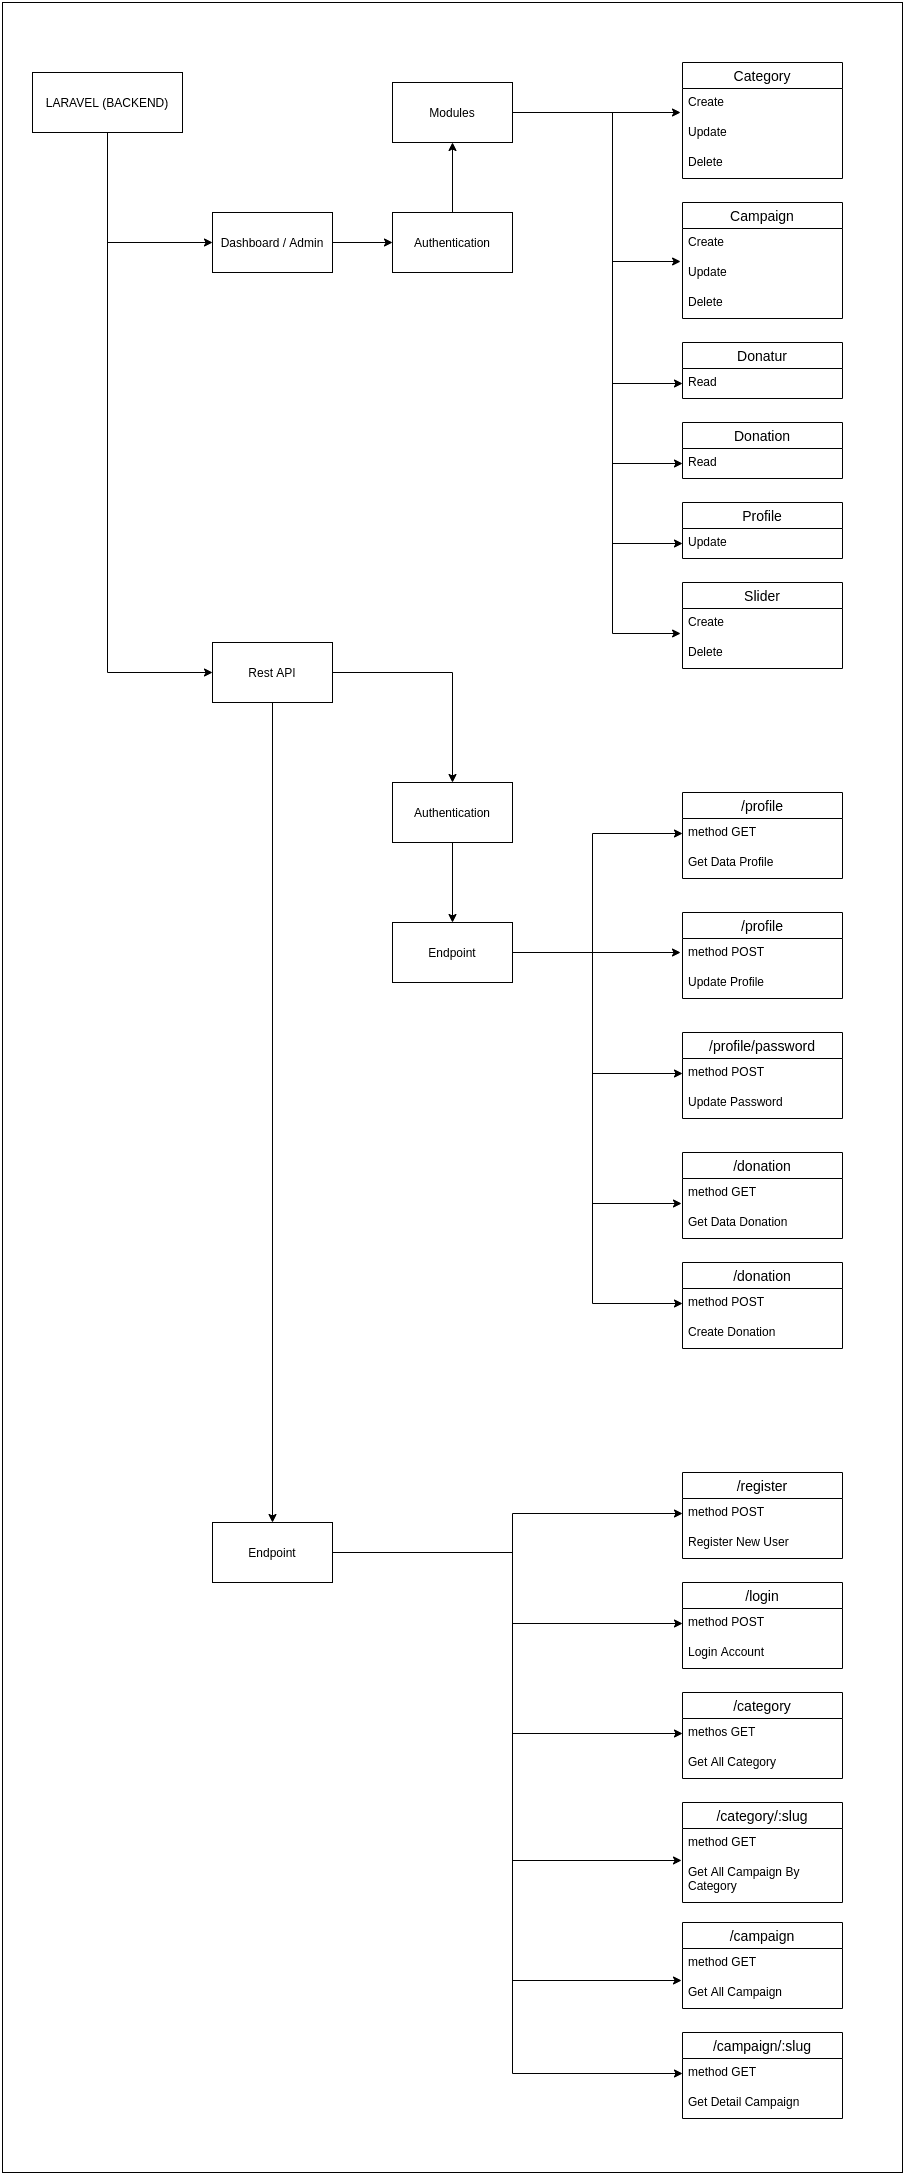 LARAVEL (BACKEND)
Dashboard / Admin
Authentication
Modules
Category
Create
Update
Delete
Campaign
Create
Update
Delete
Donatur
Read
Donation
Read
Profile
Update
Slider
Create
Delete
Rest API
Authentication
Endpoint
/profile
method GET
Get Data Profile
/profile
method POST
Update Profile
/profile/password
method POST
Update Password
/donation
method GET
Get Data Donation
/donation
method POST
Create Donation
Endpoint
/register
method POST
Register New User
/login
method POST
Login Account
/category
methos GET
Get All Category
/category/:slug
method GET
Get All Campaign By
Category
/campaign
method GET
Get All Campaign
/campaign/:slug
method GET
Get Detail Campaign